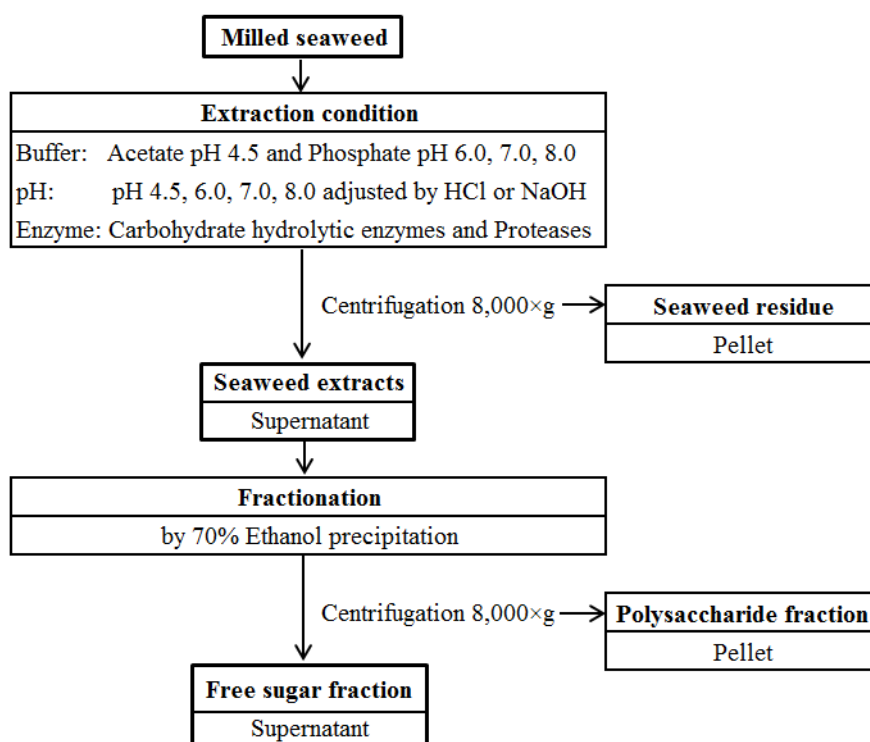 Milled seaweed
Extraction condition
Buffer: Acetate pH 4.5 and Phosphate pH 6.0, 7.0, 8.0
pH: pH 4.5, 6.0, 7.0, 8.0 adjusted by HCl or NaOH
Enzyme: Carbohydrate hydrolytic enzymes and Proteases
Centrifugation 8,000×g
Seaweed residue
Pellet
Seaweed extracts
Supernatant
Fractionation
by 70% Ethanol precipitation
Centrifugation 8,000×g
Polysaccharide fraction
Pellet
Free sugar fraction
Supernatant